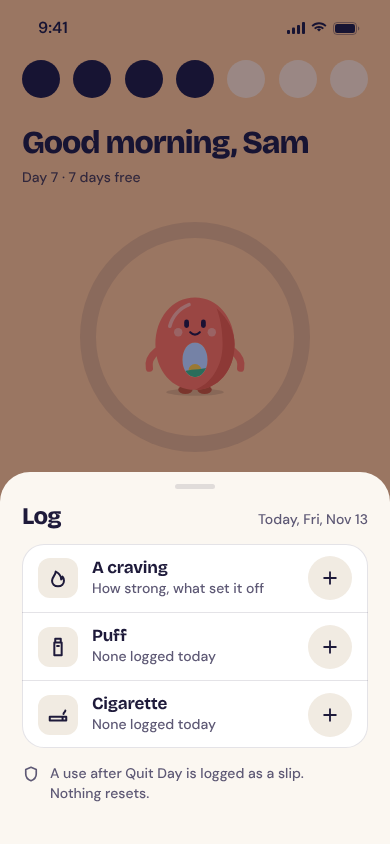 9:41
Good morning, Sam
Day 7 · 7 days free
Log
Today, Fri, Nov 13
A craving
How strong, what set it off
Puff
None logged today
Cigarette
None logged today
A use after Quit Day is logged as a slip.
Nothing resets.